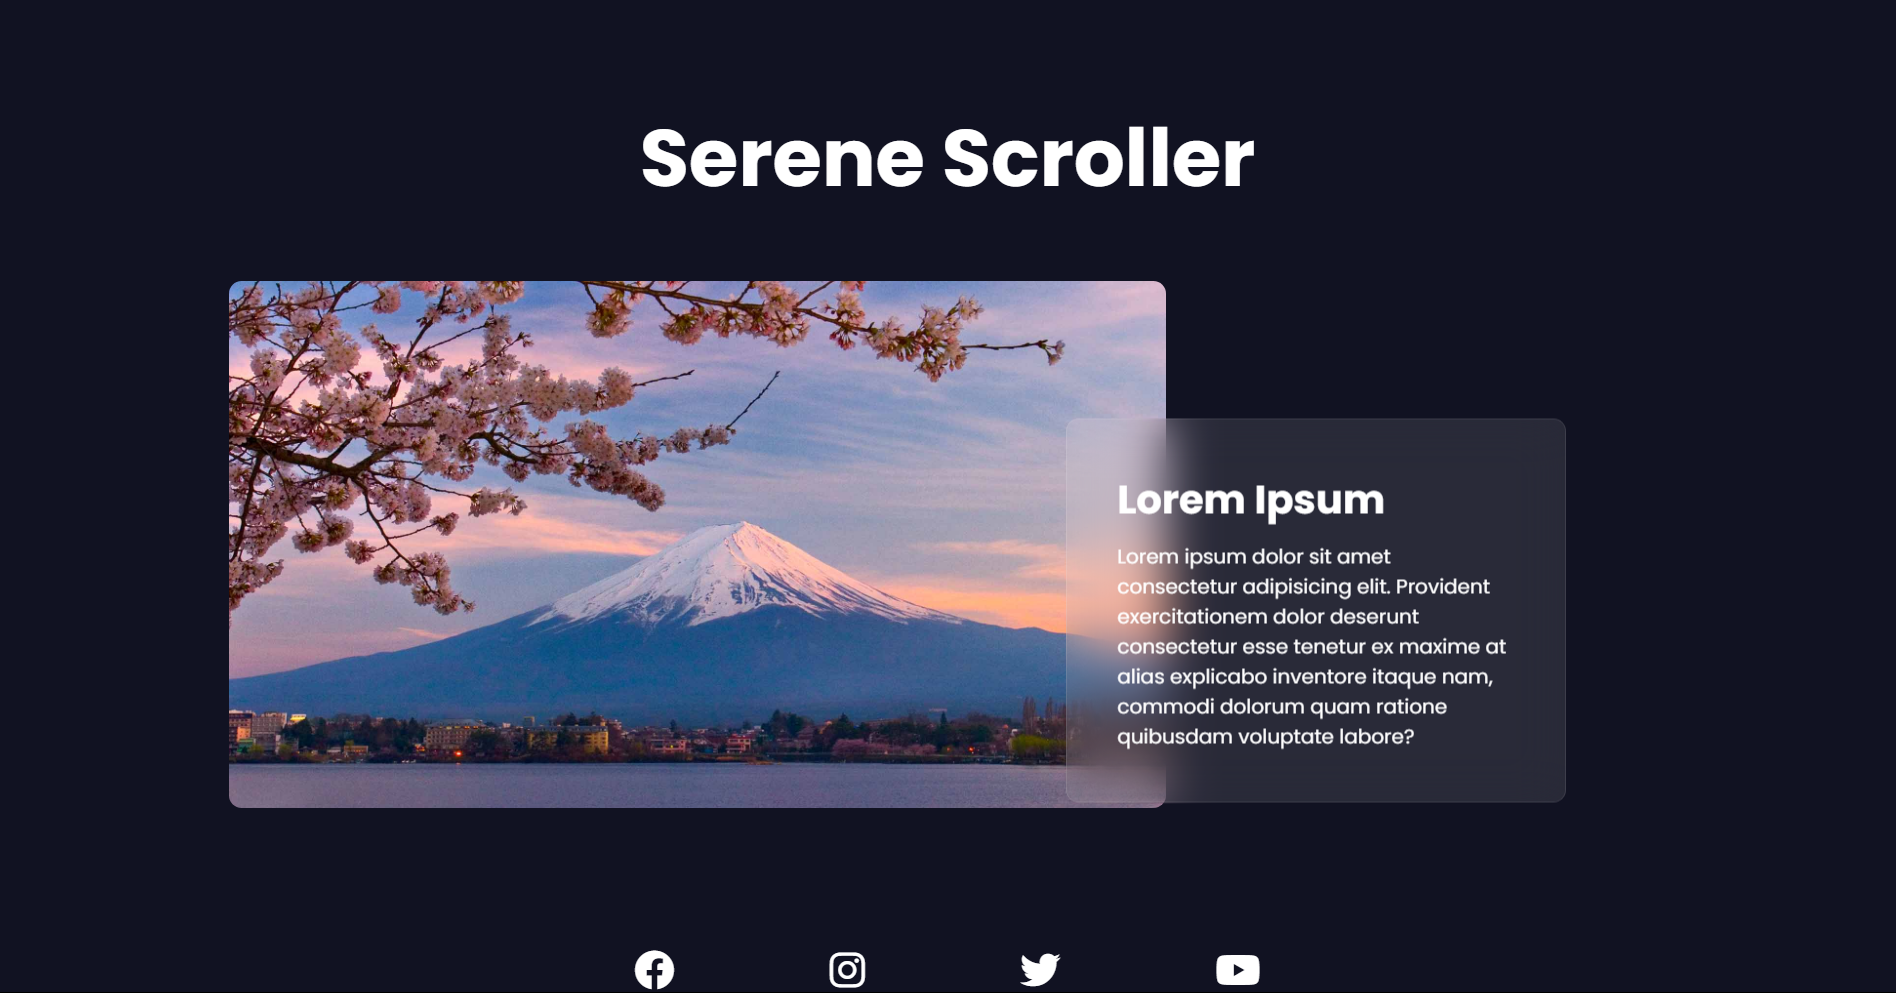 Serene Scroller
Lorem Ipsum
Lorem ipsum dolor sit amet
consectetur adipisicing elit. Provident
exercitationem dolor deserunt
consectetur esse tenetur ex maxime at
alias explicabo inventore itaque nam,
commodi dolorum quam ratione
quibusdam voluptate labore?